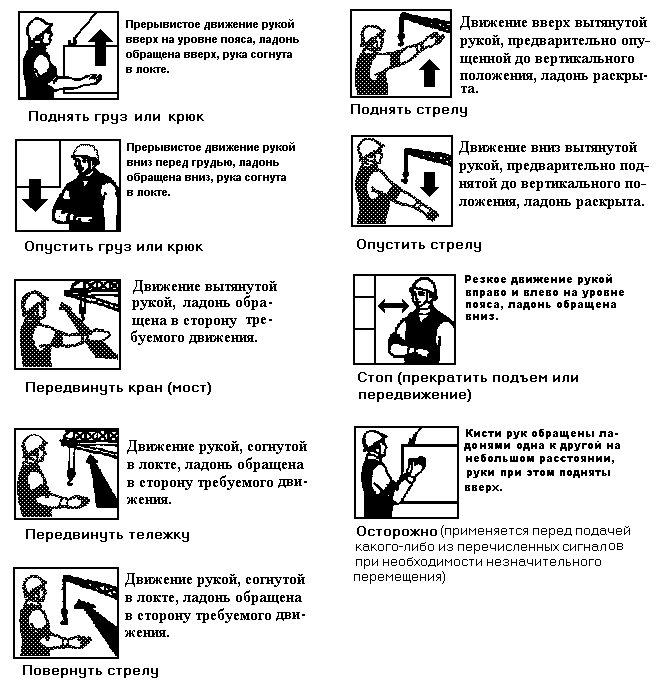 Прерывистое движение рукой
вверх на уровне пояса, ладонь
обращена вверх, рука согнута
в локте.
Поднять груз или крюк
Прерывистое движение рукой
вниз перед грудью, ладонь
обращена вниз, рука согнута
в локте.
Опустить груз или крюк
Движение вытянутой
рукой, ладонь обра-
щена в сторону тре-
буемого движения.
Передвинуть кран (мост)
Движение рукой, согнутой
в локте, ладонь обращена
в сторону требуемого дви-
жения.
Передвинуть тележку
Движение рукой, согнутой
в локте, ладонь обращена
в сторону требуемого дви-
жения.
Повернуть стрелу
Движение вверх вытянутой
рукой, предварительно опу-
щенной до вертикального
положения, ладонь раскры-
та.
Поднять стрелу
Движение вниз вытянутой
рукой, предварительно под-
нятой до вертикального по-
ложения, ладонь раскрыта.
Опустить стрелу
Резкое движение рукой
вправо и влево на уровне
пояса, ладонь обращена
вниз.
Стоп (прекратить подъем или
передвижение)
Кисти рук обращены ла-
донями одна к другой на
небольшом расстоянии,
руки при этом подняты
вверх.
Осторожно (применяется перед подачей
какого-либо из перечисленных сигналов
при необходимости незначительного
перемещения)